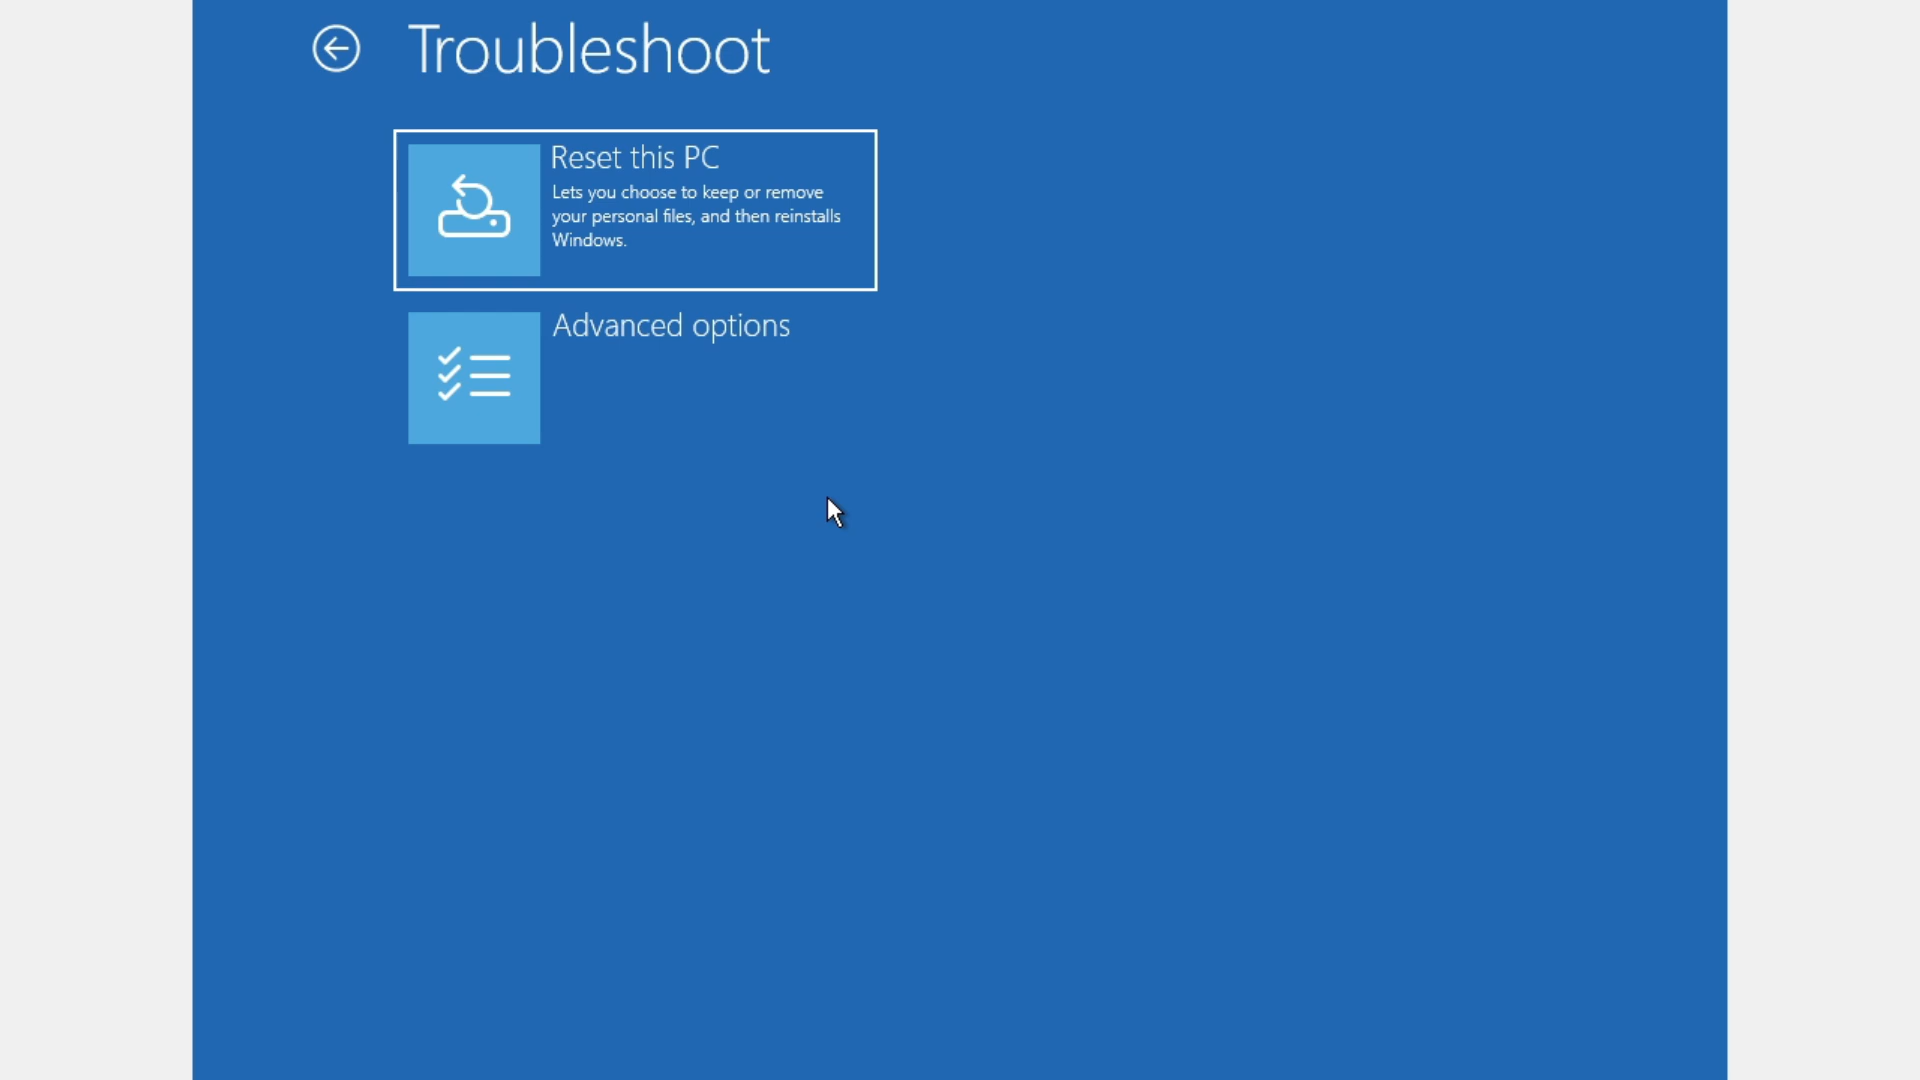 Troubleshoot
Reset this PC
Lets you choose to keep or remove
your personal files, and then reinstalls
Windows.
Advanced options